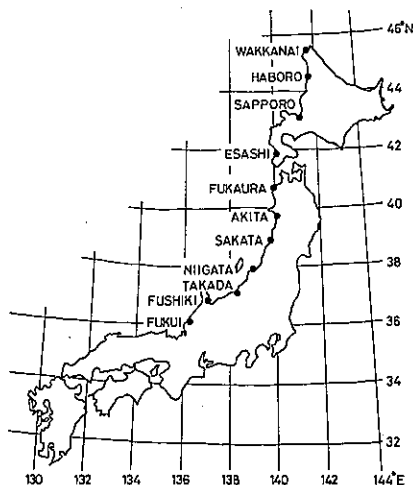 46°N
WAKKANAI
HABORO
44
SAPPORO
42
ESASHI
FUKAURA
40
AKITA
SAKATA
38
NIIGATA
TAKADA
FUSHIKI
36
FUKUI
34
32
130 132 134 136 138 140 142 144°E